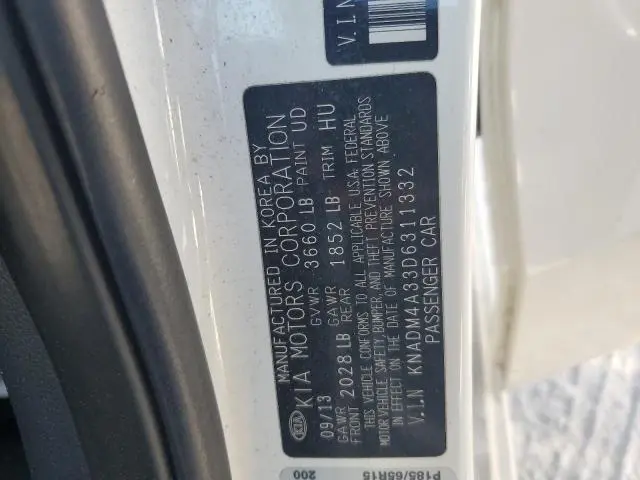 V.I.N
MANUFACTURED IN KOREA BY
KIA KIA MOTORS CORPORATION
09/13 GVWR 3660 LB PAINT UD
GAWR FRONT 2028 LB GAWR REAR 1852 LB TRIM HU
THIS VEHICLE CONFORMS TO ALL APPLICABLE U.S.A. FEDERAL
MOTOR VEHICLE SAFETY, BUMPER, AND THEFT PREVENTION STANDARDS
IN EFFECT ON THE DATE OF MANUFACTURE SHOWN ABOVE
V.I.N KNADM4A33D6311332
PASSENGER CAR
P185/65R15
200